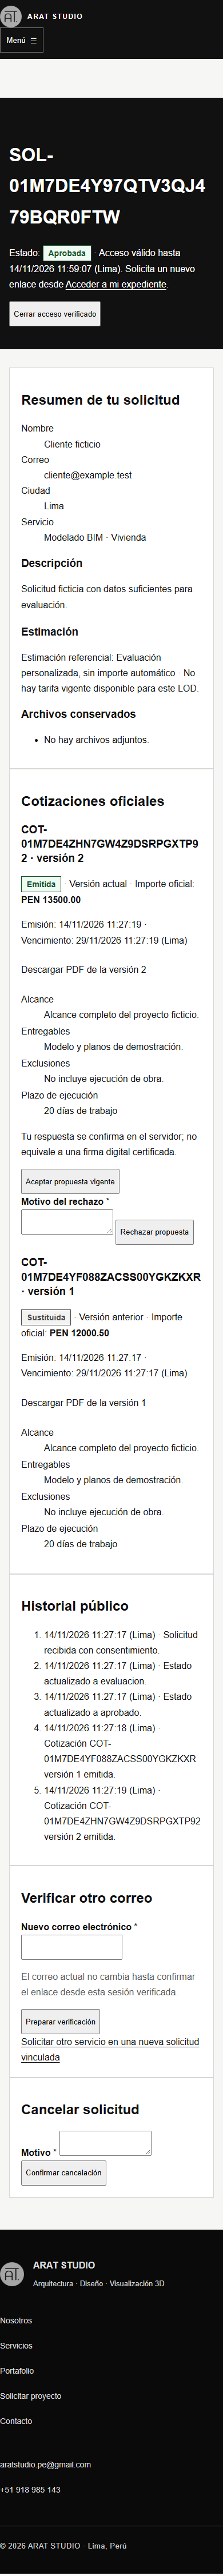 AT.
ARAT STUDIO
Menú ☰
SOL-
01M7DE4Y97QTV3QJ4
79BQR0FTW
Estado: Aprobada · Acceso válido hasta
14/11/2026 11:59:07 (Lima). Solicita un nuevo
enlace desde Acceder a mi expediente.
Cerrar acceso verificado
Resumen de tu solicitud
Nombre
Cliente ficticio
Correo
cliente@example.test
Ciudad
Lima
Servicio
Modelado BIM · Vivienda
Descripción
Solicitud ficticia con datos suficientes para
evaluación.
Estimación
Estimación referencial: Evaluación
personalizada, sin importe automático · No
hay tarifa vigente disponible para este LOD.
Archivos conservados
• No hay archivos adjuntos.
Cotizaciones oficiales
COT-
01M7DE4ZHN7GW4Z9DSRPGXTP9
2 · versión 2
Emitida · Versión actual · Importe oficial:
PEN 13500.00
Emisión: 14/11/2026 11:27:19 ·
Vencimiento: 29/11/2026 11:27:19 (Lima)
Descargar PDF de la versión 2
Alcance
Alcance completo del proyecto ficticio.
Entregables
Modelo y planos de demostración.
Exclusiones
No incluye ejecución de obra.
Plazo de ejecución
20 días de trabajo
Tu respuesta se confirma en el servidor; no
equivale a una firma digital certificada.
Aceptar propuesta vigente
Motivo del rechazo *
Rechazar propuesta
COT-
01M7DE4YF088ZACSS00YGKZKXR
· versión 1
Sustituida · Versión anterior · Importe
oficial: PEN 12000.50
Emisión: 14/11/2026 11:27:17 ·
Vencimiento: 29/11/2026 11:27:17 (Lima)
Descargar PDF de la versión 1
Alcance
Alcance completo del proyecto ficticio.
Entregables
Modelo y planos de demostración.
Exclusiones
No incluye ejecución de obra.
Plazo de ejecución
20 días de trabajo
Historial público
1. 14/11/2026 11:27:17 (Lima) · Solicitud
recibida con consentimiento.
2. 14/11/2026 11:27:17 (Lima) · Estado
actualizado a evaluacion.
3. 14/11/2026 11:27:17 (Lima) · Estado
actualizado a aprobado.
4. 14/11/2026 11:27:18 (Lima) ·
Cotización COT-
01M7DE4YF088ZACSS00YGKZKXR
versión 1 emitida.
5. 14/11/2026 11:27:19 (Lima) ·
Cotización COT-
01M7DE4ZHN7GW4Z9DSRPGXTP92
versión 2 emitida.
Verificar otro correo
Nuevo correo electrónico *
El correo actual no cambia hasta confirmar
el enlace desde esta sesión verificada.
Preparar verificación
Solicitar otro servicio en una nueva solicitud
vinculada
Cancelar solicitud
Motivo *
Confirmar cancelación
AT.
ARAT STUDIO
Arquitectura · Diseño · Visualización 3D
Nosotros
Servicios
Portafolio
Solicitar proyecto
Contacto
aratstudio.pe@gmail.com
+51 918 985 143
© 2026 ARAT STUDIO · Lima, Perú